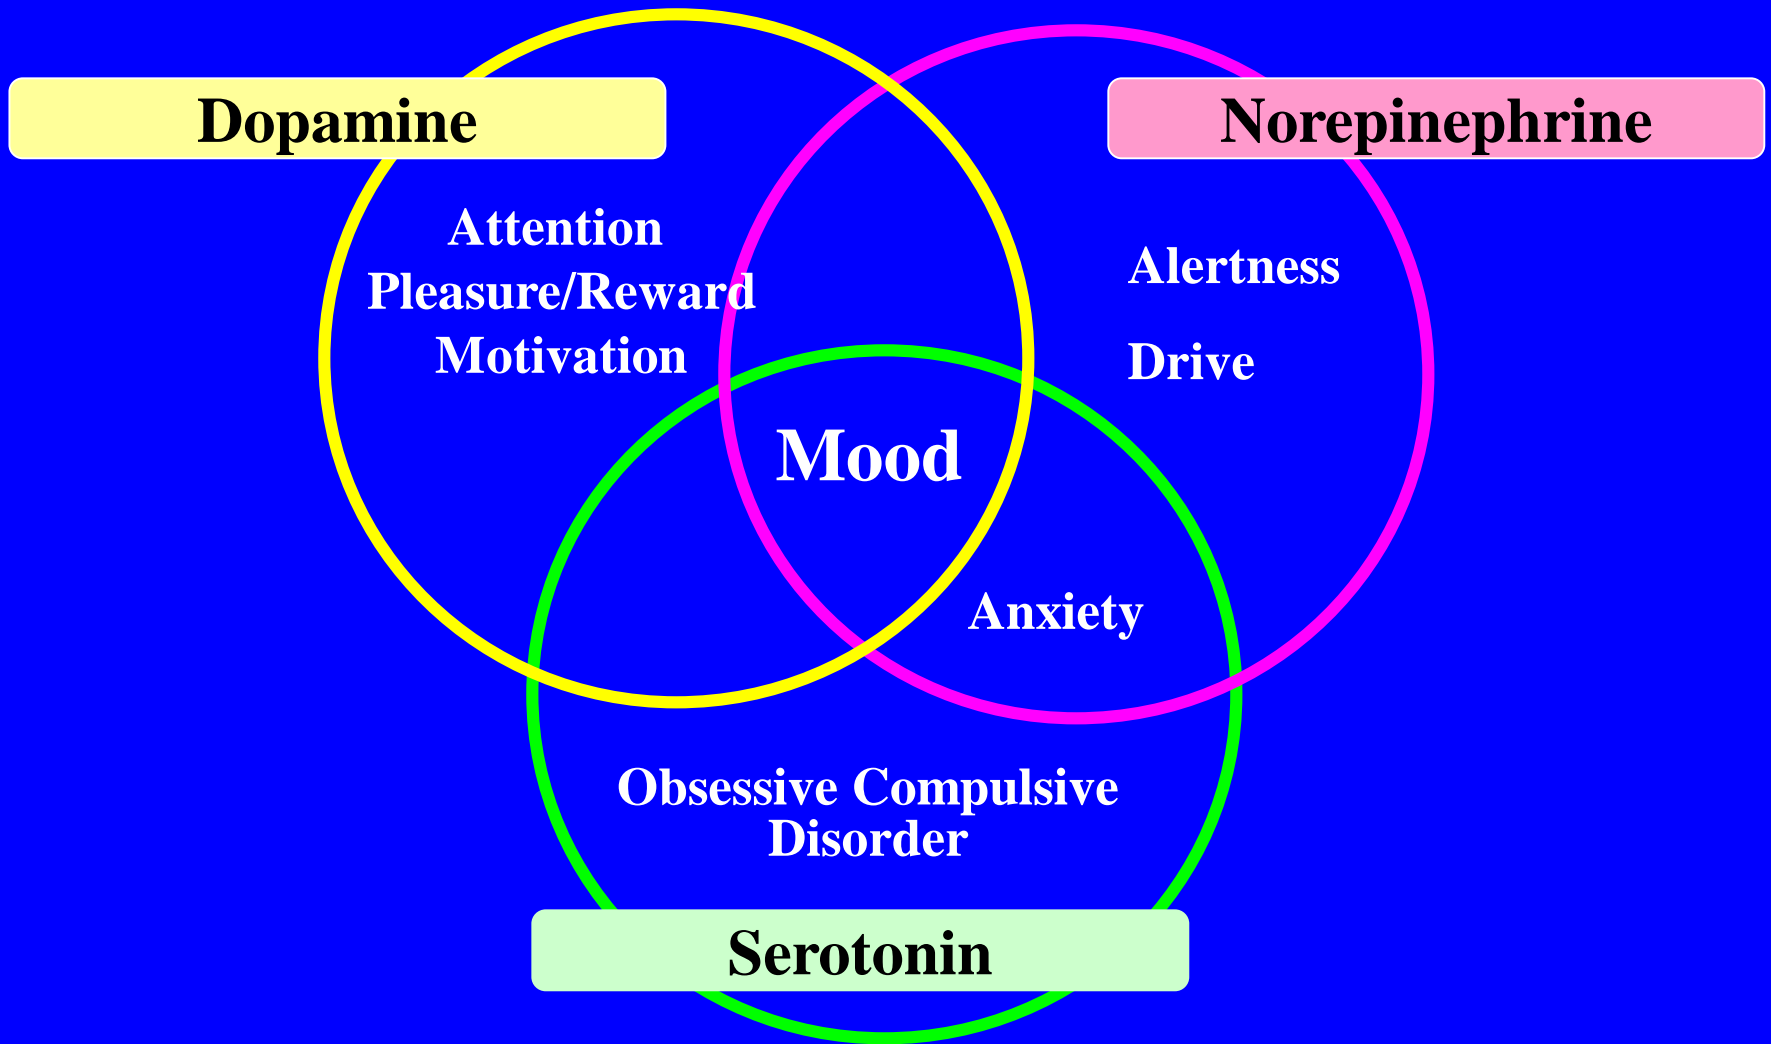 Dopamine
Norepinephrine
Attention
Pleasure/Reward
Motivation
Alertness
Drive
Mood
Anxiety
Obsessive Compulsive
Disorder
Serotonin